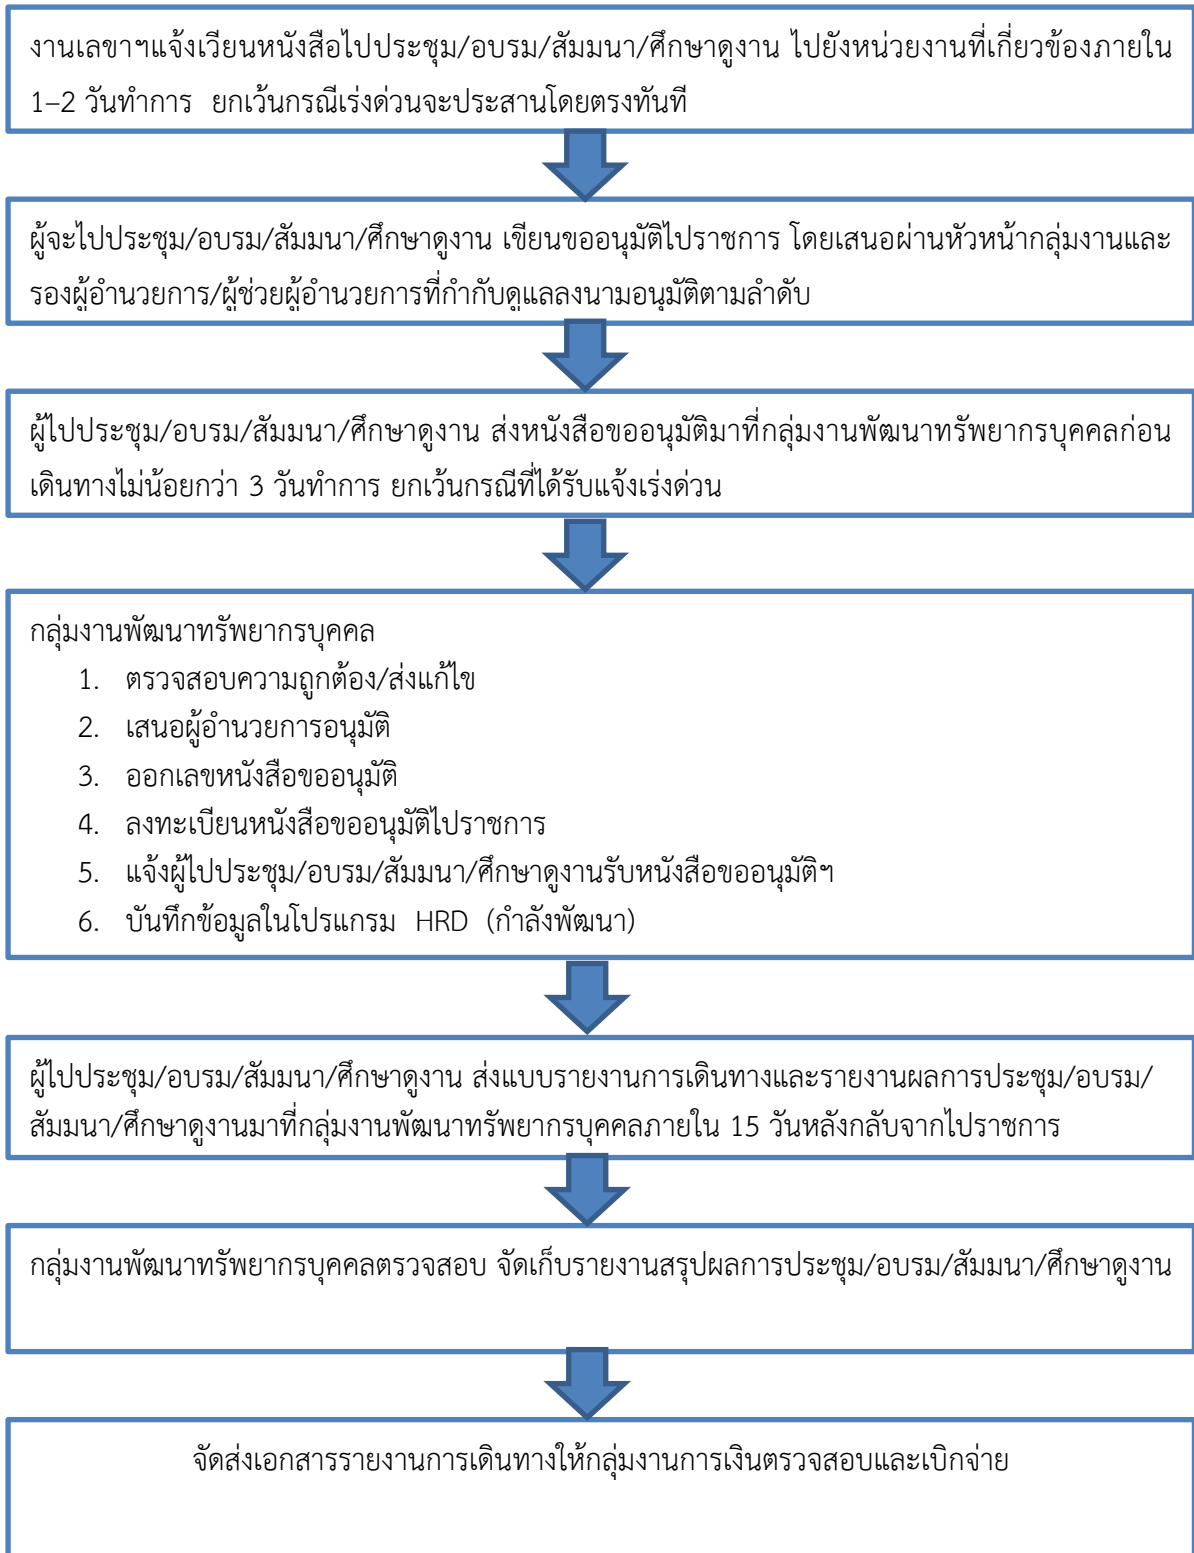 งานเลขาฯแจ้งเวียนหนังสือไปประชุม/อบรม/สัมมนา/ศึกษาดูงาน ไปยังหน่วยงานที่เกี่ยวข้องภายใน
1–2 วันทำการ ยกเว้นกรณีเร่งด่วนจะประสานโดยตรงทันที
ผู้จะไปประชุม/อบรม/สัมมนา/ศึกษาดูงาน เขียนขออนุมัติไปราชการ โดยเสนอผ่านหัวหน้ากลุ่มงานและ
รองผู้อำนวยการ/ผู้ช่วยผู้อำนวยการที่กำกับดูแลลงนามอนุมัติตามลำดับ
ผู้ไปประชุม/อบรม/สัมมนา/ศึกษาดูงาน ส่งหนังสือขออนุมัติมาที่กลุ่มงานพัฒนาทรัพยากรบุคคลก่อน
เดินทางไม่น้อยกว่า 3 วันทำการ ยกเว้นกรณีที่ได้รับแจ้งเร่งด่วน
กลุ่มงานพัฒนาทรัพยากรบุคคล
1. ตรวจสอบความถูกต้อง/ส่งแก้ไข
2. เสนอผู้อำนวยการอนุมัติ
3. ออกเลขหนังสือขออนุมัติ
4. ลงทะเบียนหนังสือขออนุมัติไปราชการ
5. แจ้งผู้ไปประชุม/อบรม/สัมมนา/ศึกษาดูงานรับหนังสือขออนุมัติฯ
6. บันทึกข้อมูลในโปรแกรม HRD (กำลังพัฒนา)
ผู้ไปประชุม/อบรม/สัมมนา/ศึกษาดูงาน ส่งแบบรายงานการเดินทางและรายงานผลการประชุม/อบรม/
สัมมนา/ศึกษาดูงานมาที่กลุ่มงานพัฒนาทรัพยากรบุคคลภายใน 15 วันหลังกลับจากไปราชการ
กลุ่มงานพัฒนาทรัพยากรบุคคลตรวจสอบ จัดเก็บรายงานสรุปผลการประชุม/อบรม/สัมมนา/ศึกษาดูงาน
จัดส่งเอกสารรายงานการเดินทางให้กลุ่มงานการเงินตรวจสอบและเบิกจ่าย